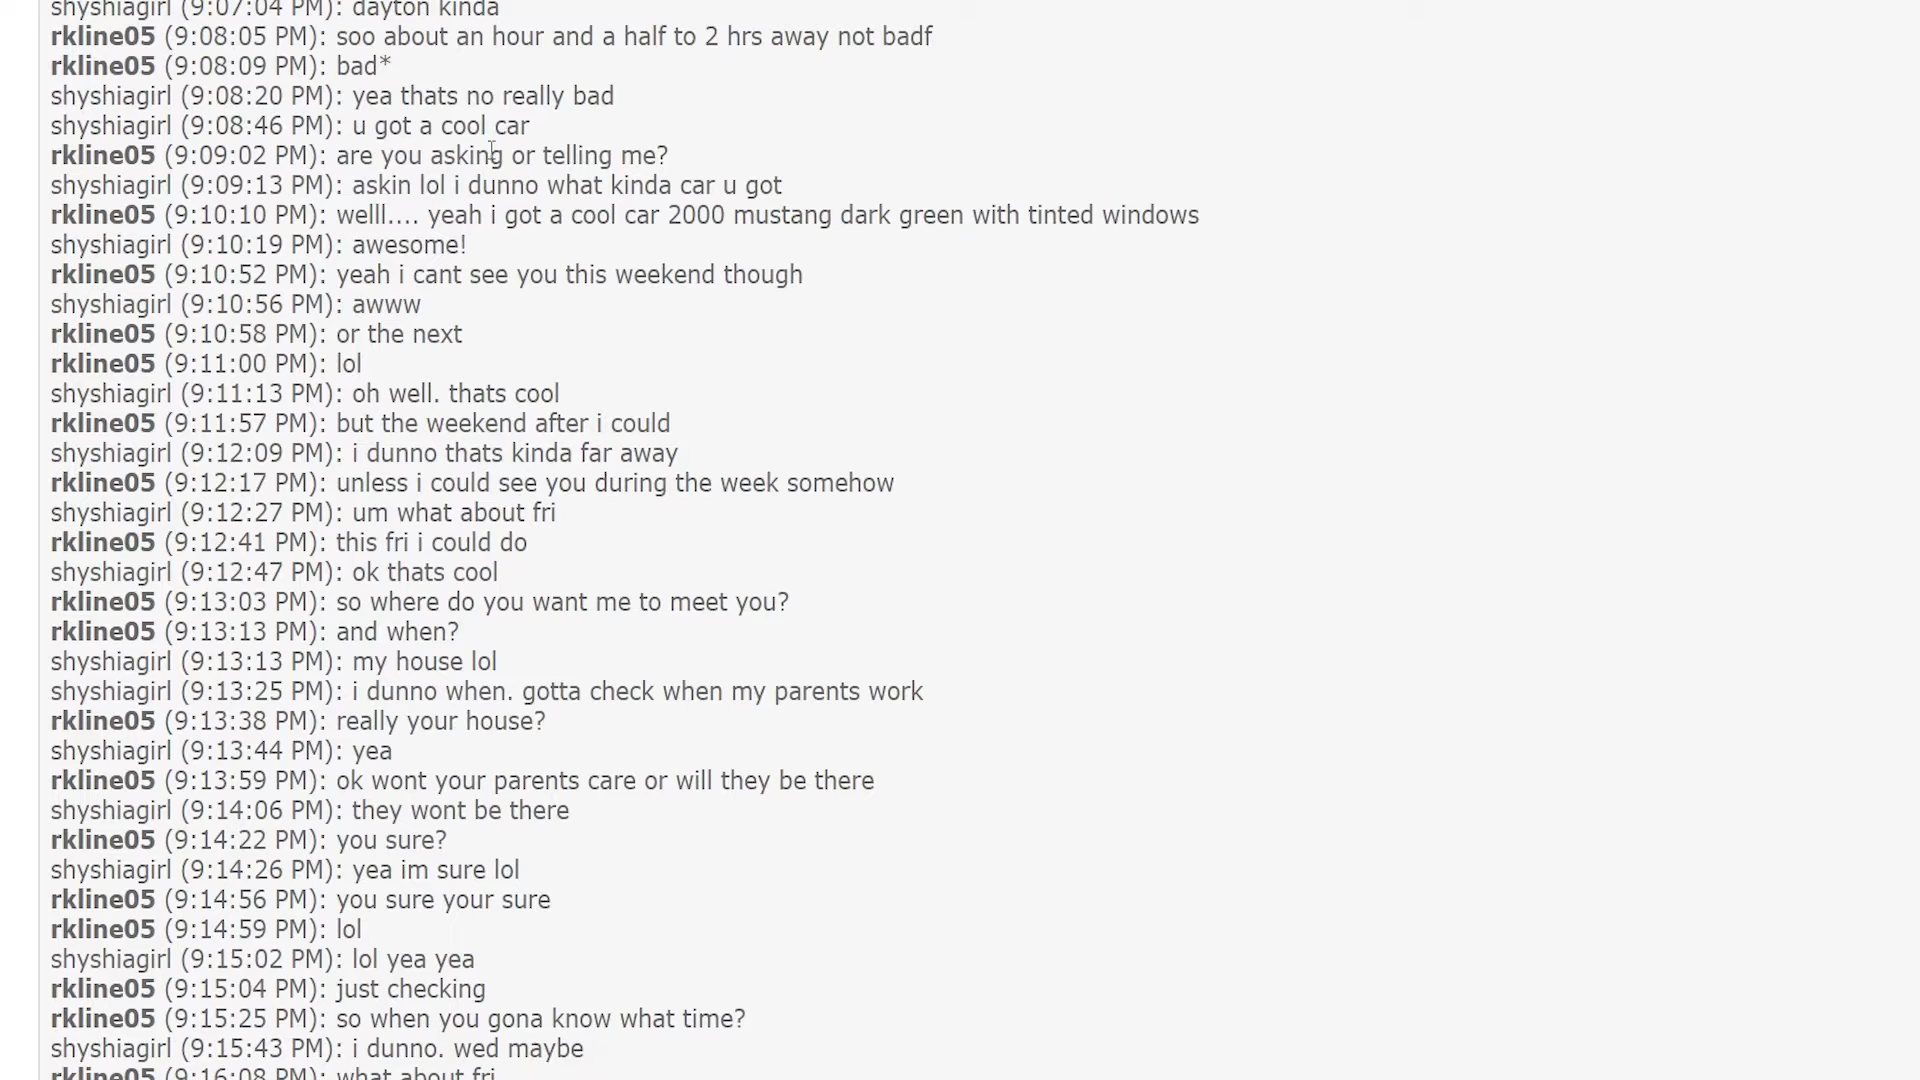 shyshiagirl (9:07:04 PM): dayton kinda
rkline05 (9:08:05 PM): soo about an hour and a half to 2 hrs away not badf
rkline05 (9:08:09 PM): bad*
shyshiagirl (9:08:20 PM): yea thats no really bad
shyshiagirl (9:08:46 PM): u got a cool car
rkline05 (9:09:02 PM): are you asking or telling me?
shyshiagirl (9:09:13 PM): askin lol i dunno what kinda car u got
rkline05 (9:10:10 PM): welll.... yeah i got a cool car 2000 mustang dark green with tinted windows
shyshiagirl (9:10:19 PM): awesome!
rkline05 (9:10:52 PM): yeah i cant see you this weekend though
shyshiagirl (9:10:56 PM): awww
rkline05 (9:10:58 PM): or the next
rkline05 (9:11:00 PM): lol
shyshiagirl (9:11:13 PM): oh well. thats cool
rkline05 (9:11:57 PM): but the weekend after i could
shyshiagirl (9:12:09 PM): i dunno thats kinda far away
rkline05 (9:12:17 PM): unless i could see you during the week somehow
shyshiagirl (9:12:27 PM): um what about fri
rkline05 (9:12:41 PM): this fri i could do
shyshiagirl (9:12:47 PM): ok thats cool
rkline05 (9:13:03 PM): so where do you want me to meet you?
rkline05 (9:13:13 PM): and when?
shyshiagirl (9:13:13 PM): my house lol
shyshiagirl (9:13:25 PM): i dunno when. gotta check when my parents work
rkline05 (9:13:38 PM): really your house?
shyshiagirl (9:13:44 PM): yea
rkline05 (9:13:59 PM): ok wont your parents care or will they be there
shyshiagirl (9:14:06 PM): they wont be there
rkline05 (9:14:22 PM): you sure?
shyshiagirl (9:14:26 PM): yea im sure lol
rkline05 (9:14:56 PM): you sure your sure
rkline05 (9:14:59 PM): lol
shyshiagirl (9:15:02 PM): lol yea yea
rkline05 (9:15:04 PM): just checking
rkline05 (9:15:25 PM): so when you gona know what time?
shyshiagirl (9:15:43 PM): i dunno. wed maybe
rkline05 (9:16:08 PM): what about fri